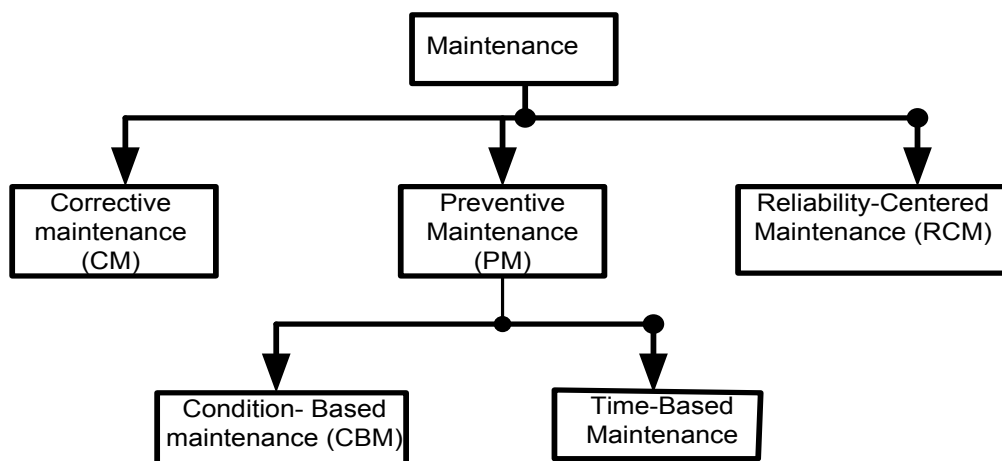 Maintenance
Corrective
maintenance
(CM)
Preventive
Maintenance
(PM)
Reliability-Centered
Maintenance (RCM)
Condition- Based
maintenance (CBM)
Time-Based
Maintenance